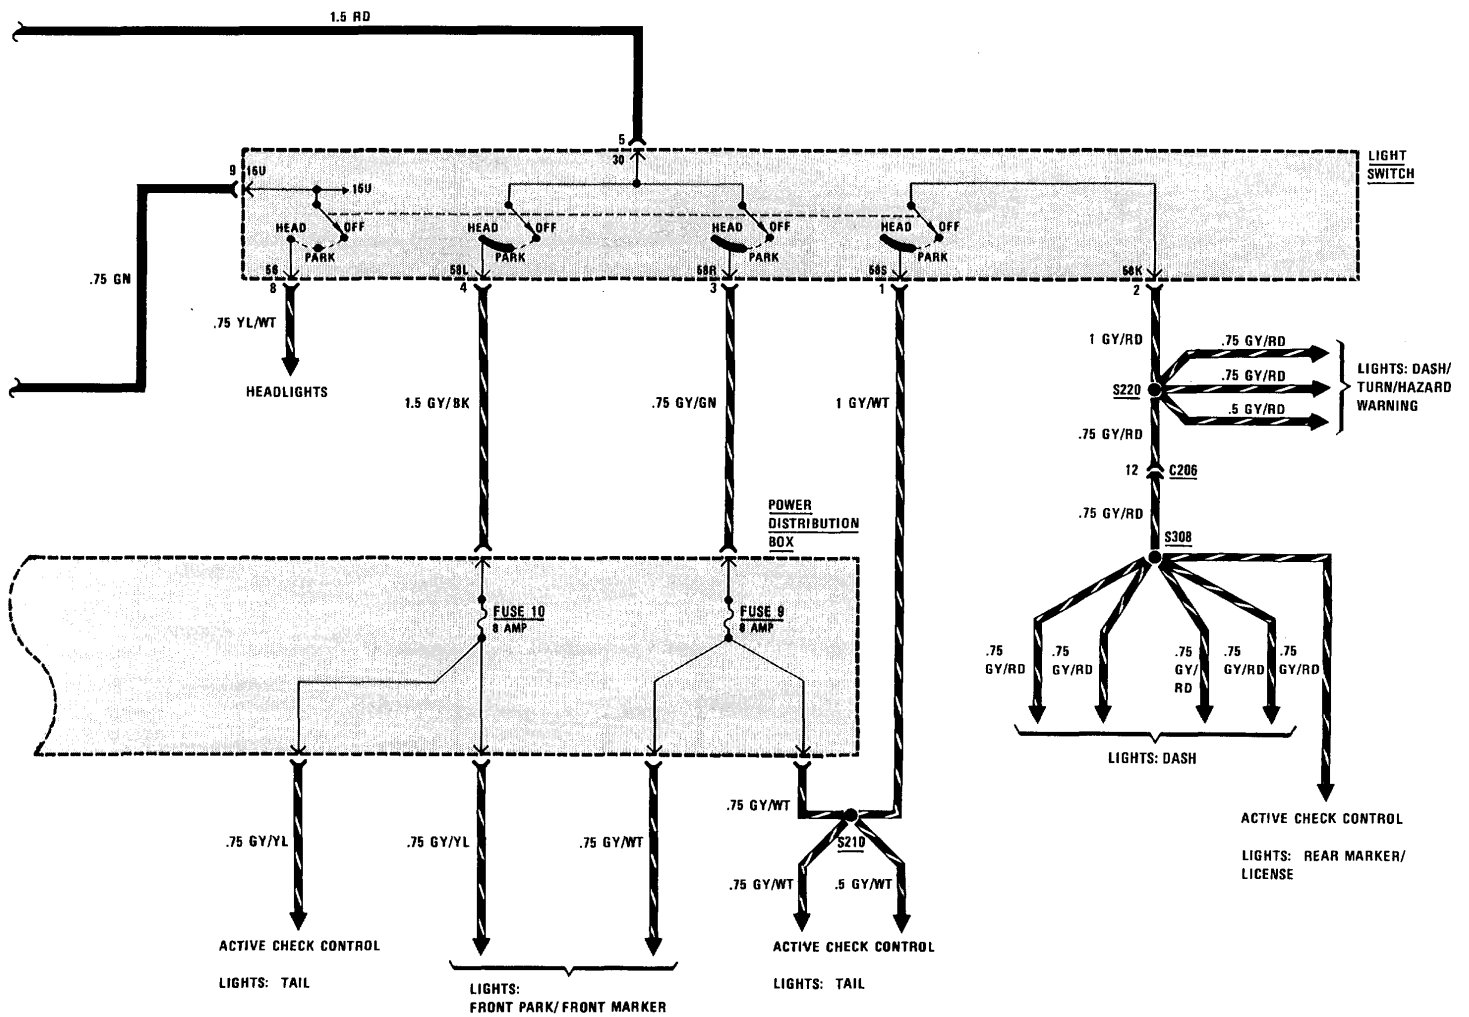 1.5 RD
5
30
LIGHT
SWITCH
9
16U
15U
HEAD
OFF
PARK
HEAD
OFF
PARK
HEAD
OFF
PARK
HEAD
OFF
PARK
56
58L
58R
58S
58K
8
4
3
1
2
.75 GN
.75 YL/WT
HEADLIGHTS
1 GY/RD
.75 GY/RD
.75 GY/RD
.5 GY/RD
LIGHTS: DASH/
TURN/HAZARD
WARNING
S220
1.5 GY/BK
.75 GY/GN
1 GY/WT
.75 GY/RD
12
C206
.75 GY/RD
S308
POWER
DISTRIBUTION
BOX
FUSE 10
8 AMP
FUSE 9
8 AMP
.75
GY/RD
.75
GY/RD
.75
GY/
RD
.75
GY/RD
.75
GY/RD
LIGHTS: DASH
.75 GY/WT
S210
.75 GY/YL
.75 GY/YL
.75 GY/WT
.75 GY/WT
.5 GY/WT
ACTIVE CHECK CONTROL
LIGHTS: REAR MARKER/
LICENSE
ACTIVE CHECK CONTROL
LIGHTS: TAIL
LIGHTS:
FRONT PARK/FRONT MARKER
ACTIVE CHECK CONTROL
LIGHTS: TAIL